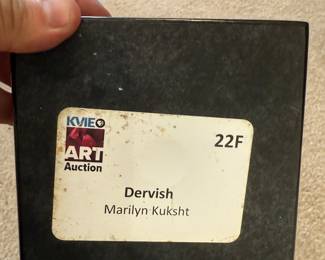 KVIE
ART
Auction
22F
Dervish
Marilyn Kuksht